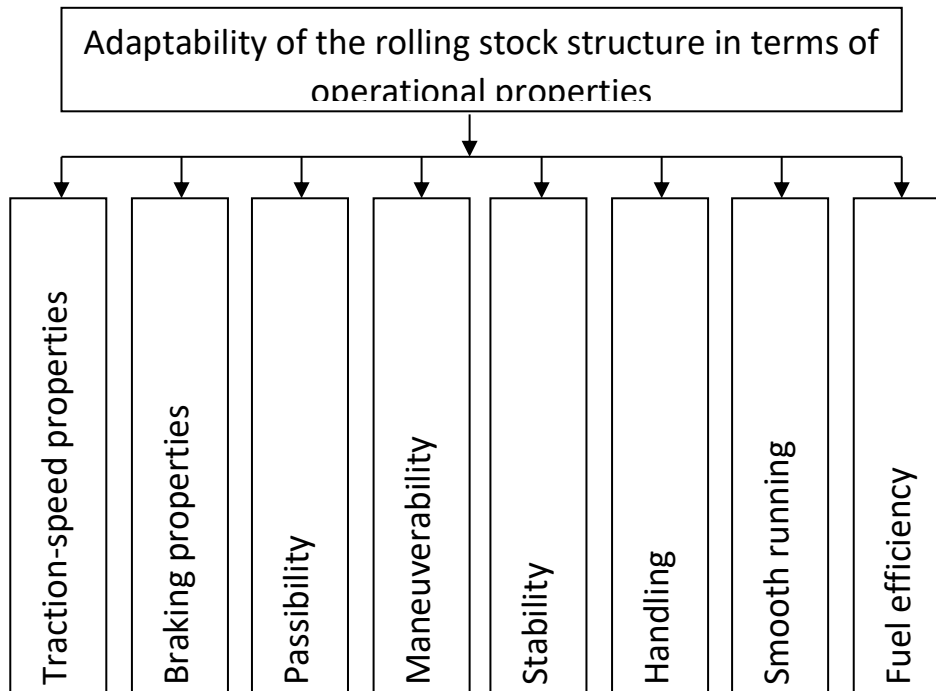 Adaptability of the rolling stock structure in terms of
operational properties
Traction-speed properties
Braking properties
Passibility
Maneuverability
Stability
Handling
Smooth running
Fuel efficiency